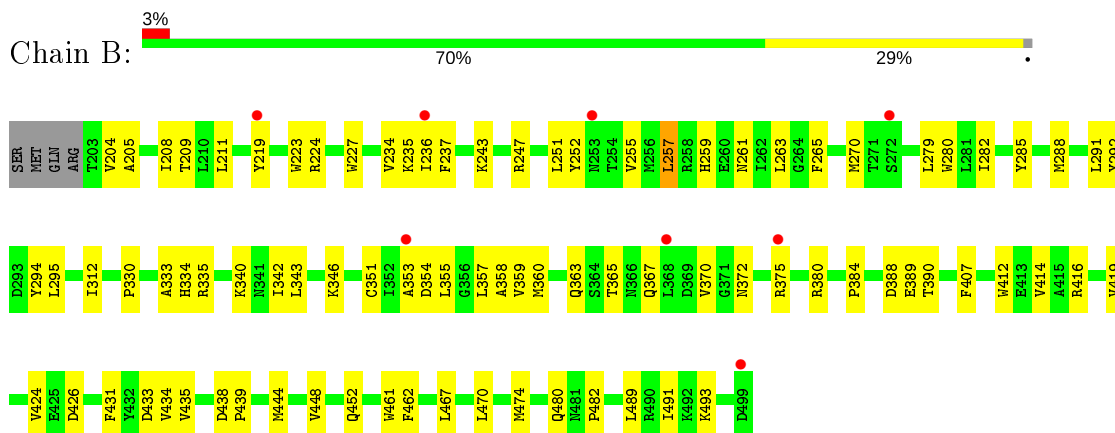 3%
Chain B:
70% 29% •
SER MET GLN ARG T203 V204 A205 I208 T209 L210 L211 Y219 W223 R224 W227 V234 K235 I236 F237 K243 R247 L251 Y252 N253 T254 V255 M256 L257 R258 H259 E260 N261 I262 L263 G264 F265 M270 T271 S272 L279 W280 L281 I282 Y285 M288 L291 Y292
D293 Y294 L295 I312 P330 A333 H334 R335 K340 N341 I342 L343 K346 C351 I352 A353 D354 L355 G356 L357 A358 V359 M360 Q363 S364 T365 N366 Q367 L368 D369 V370 G371 N372 R375 R380 P384 D388 E389 T390 F407 W412 E413 V414 A415 R416
V424 E425 D426 F431 Y432 D433 V434 V435 D438 P439 M444 V448 Q452 W461 F462 L467 L470 M474 Q480 N481 P482 L489 R490 I491 K492 K493 D499